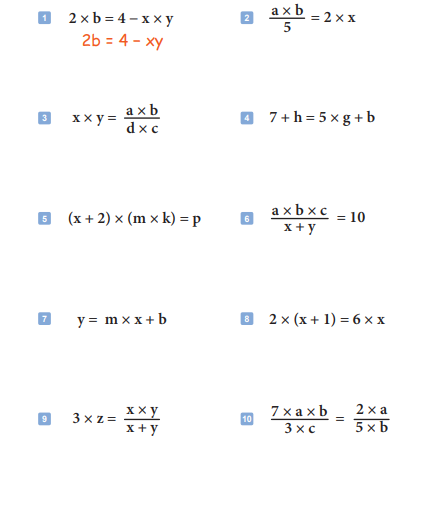 1 2 × b = 4 – x × y
2b = 4 – xy
2 a × b / 5 = 2 × x
3 x × y = a × b / d × c
4 7 + h = 5 × g + b
5 (x + 2) × (m × k) = p
6 a × b × c / x + y = 10
7 y = m × x + b
8 2 × (x + 1) = 6 × x
9 3 × z = x × y / x + y
10 7 × a × b / 3 × c = 2 × a / 5 × b